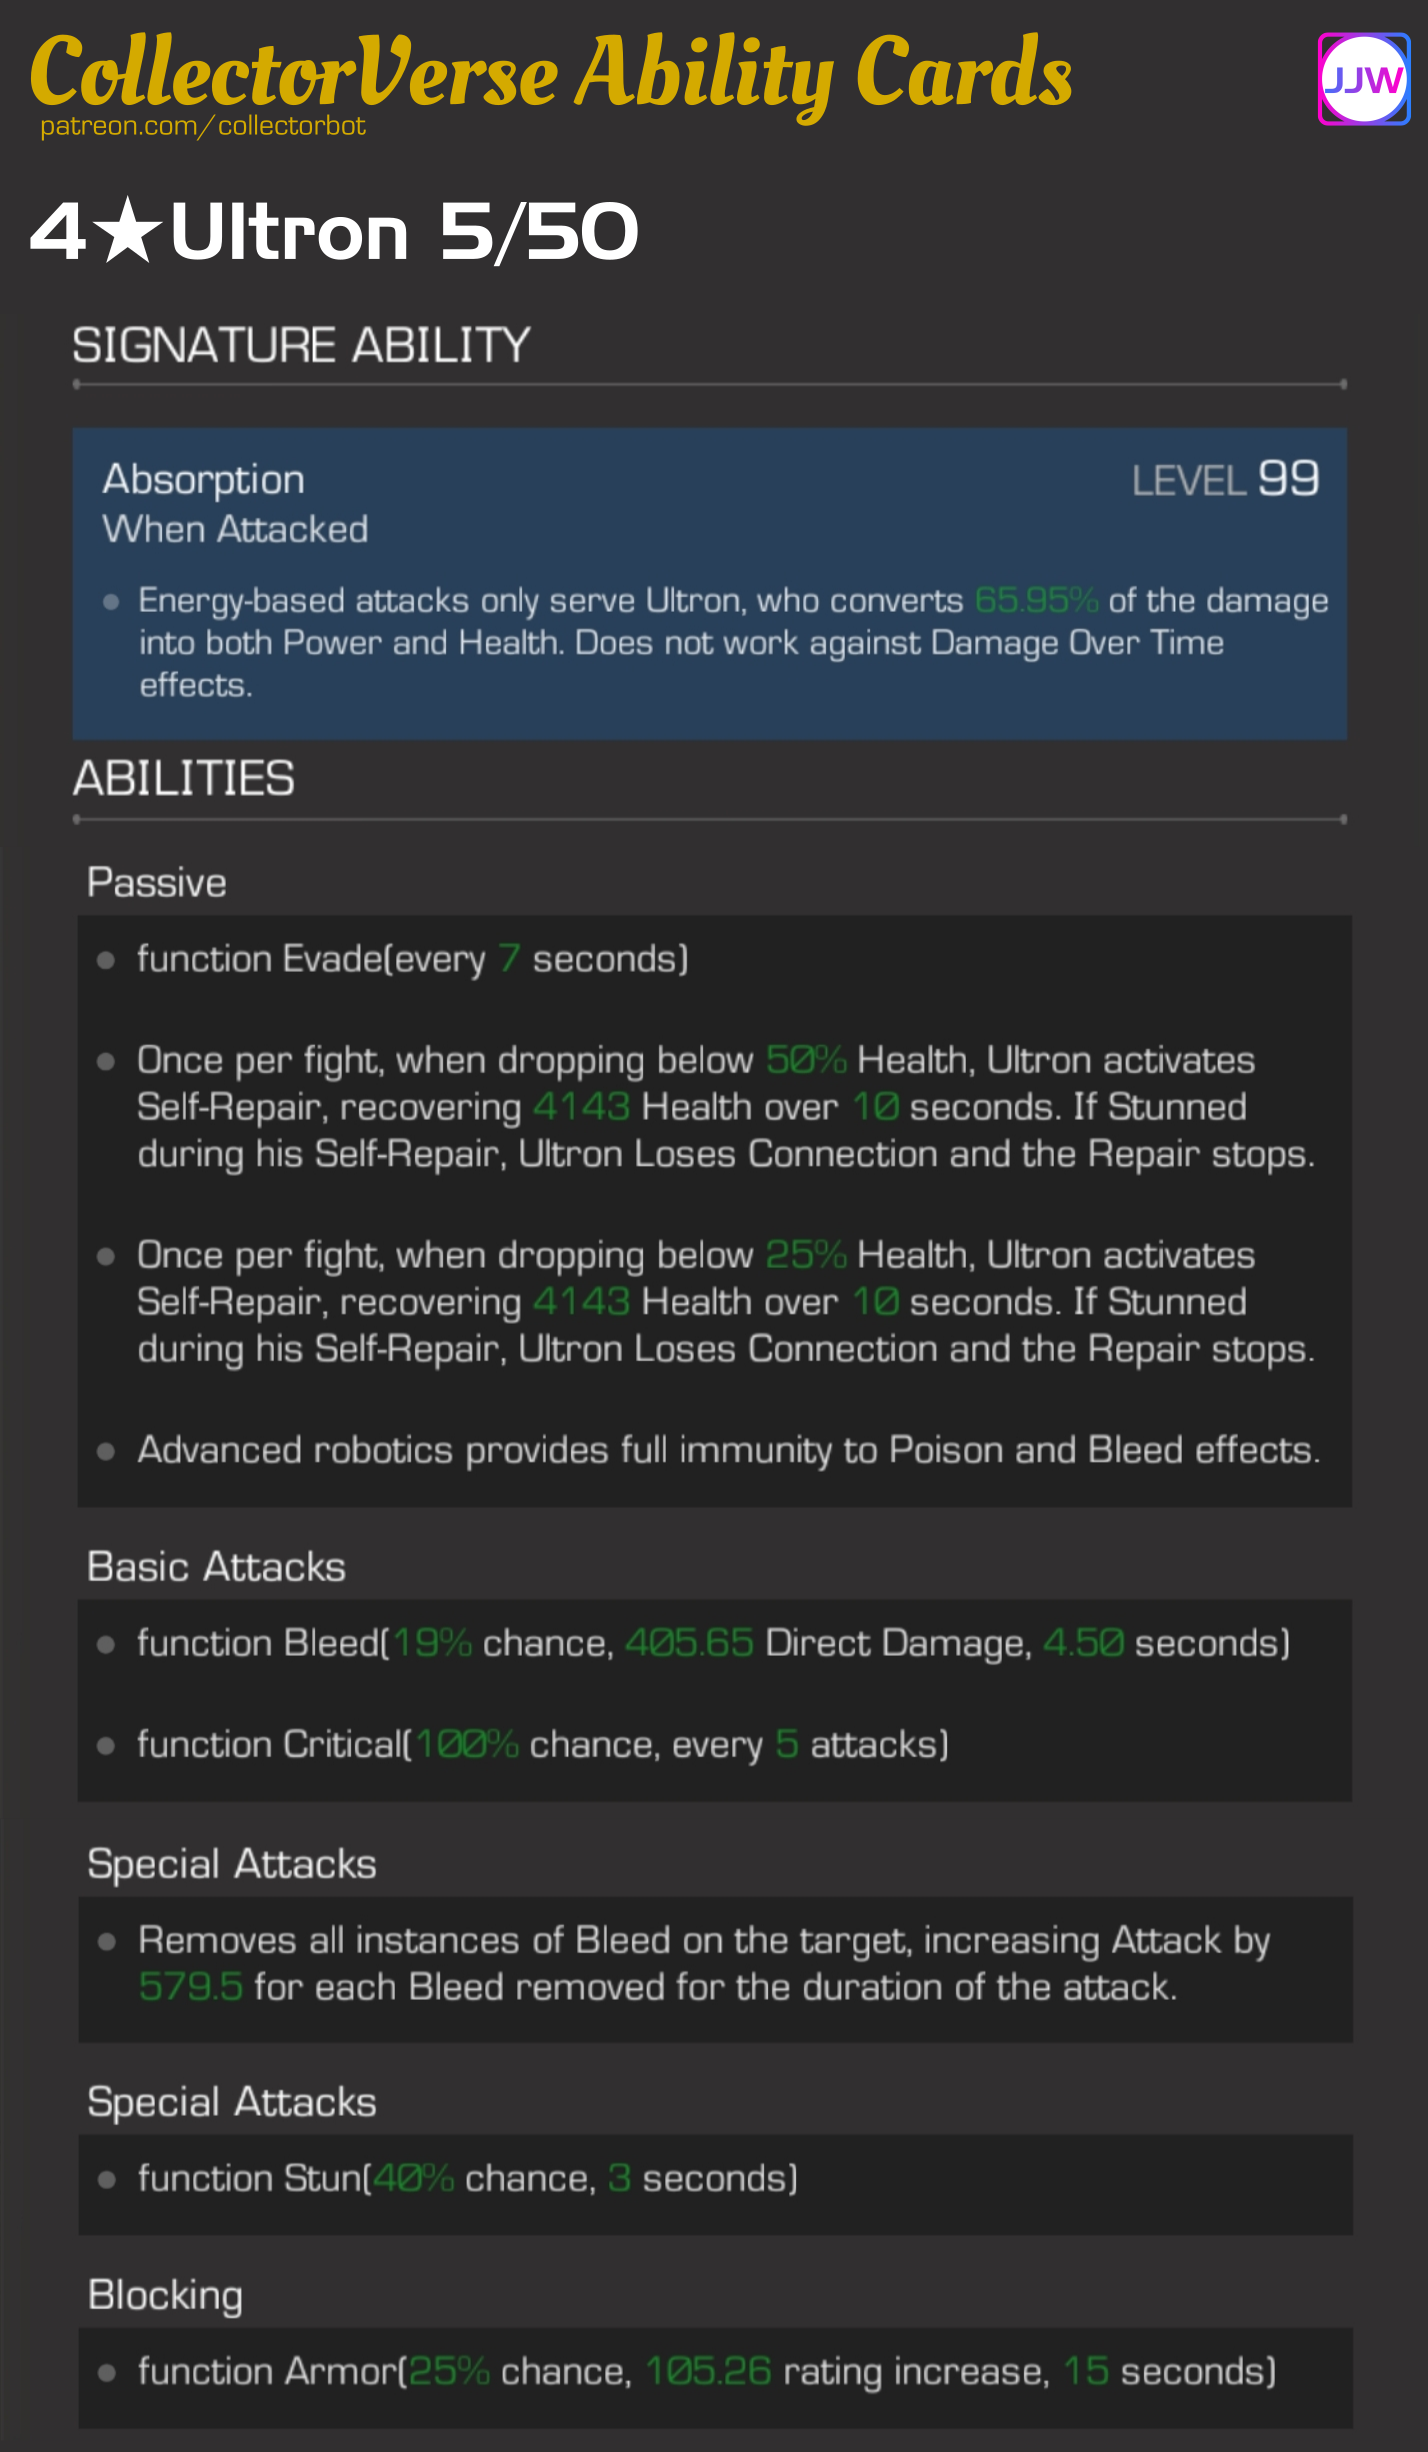 CollectorVerse Ability Cards
JJW
patreon.com/collectorbot
4★Ultron 5/50
SIGNATURE ABILITY
Absorption
LEVEL 99
When Attacked
Energy-based attacks only serve Ultron, who converts 65.95% of the damage
into both Power and Health. Does not work against Damage Over Time
effects.
ABILITIES
Passive
function Evade(every 7 seconds)
Once per fight, when dropping below 50% Health, Ultron activates
Self-Repair, recovering 4143 Health over 10 seconds. If Stunned
during his Self-Repair, Ultron Loses Connection and the Repair stops.
Once per fight, when dropping below 25% Health, Ultron activates
Self-Repair, recovering 4143 Health over 10 seconds. If Stunned
during his Self-Repair, Ultron Loses Connection and the Repair stops.
Advanced robotics provides full immunity to Poison and Bleed effects.
Basic Attacks
function Bleed(19% chance, 405.65 Direct Damage, 4.50 seconds)
function Critical(100% chance, every 5 attacks)
Special Attacks
Removes all instances of Bleed on the target, increasing Attack by
579.5 for each Bleed removed for the duration of the attack.
Special Attacks
function Stun(40% chance, 3 seconds)
Blocking
function Armor(25% chance, 105.26 rating increase, 15 seconds)